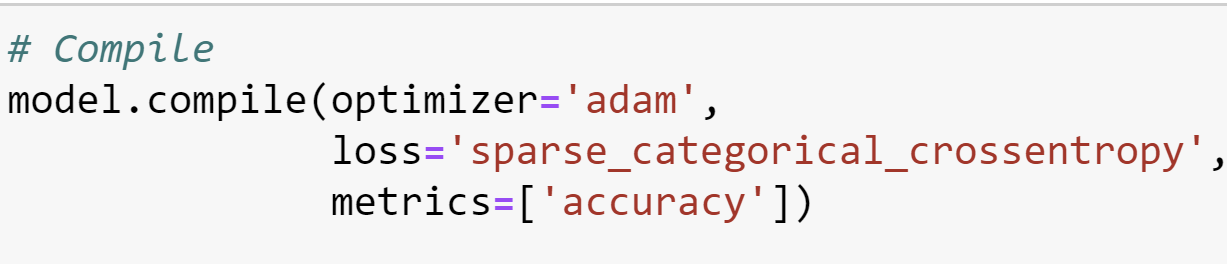 # Compile
model.compile(optimizer='adam',
              loss='sparse_categorical_crossentropy',
              metrics=['accuracy'])